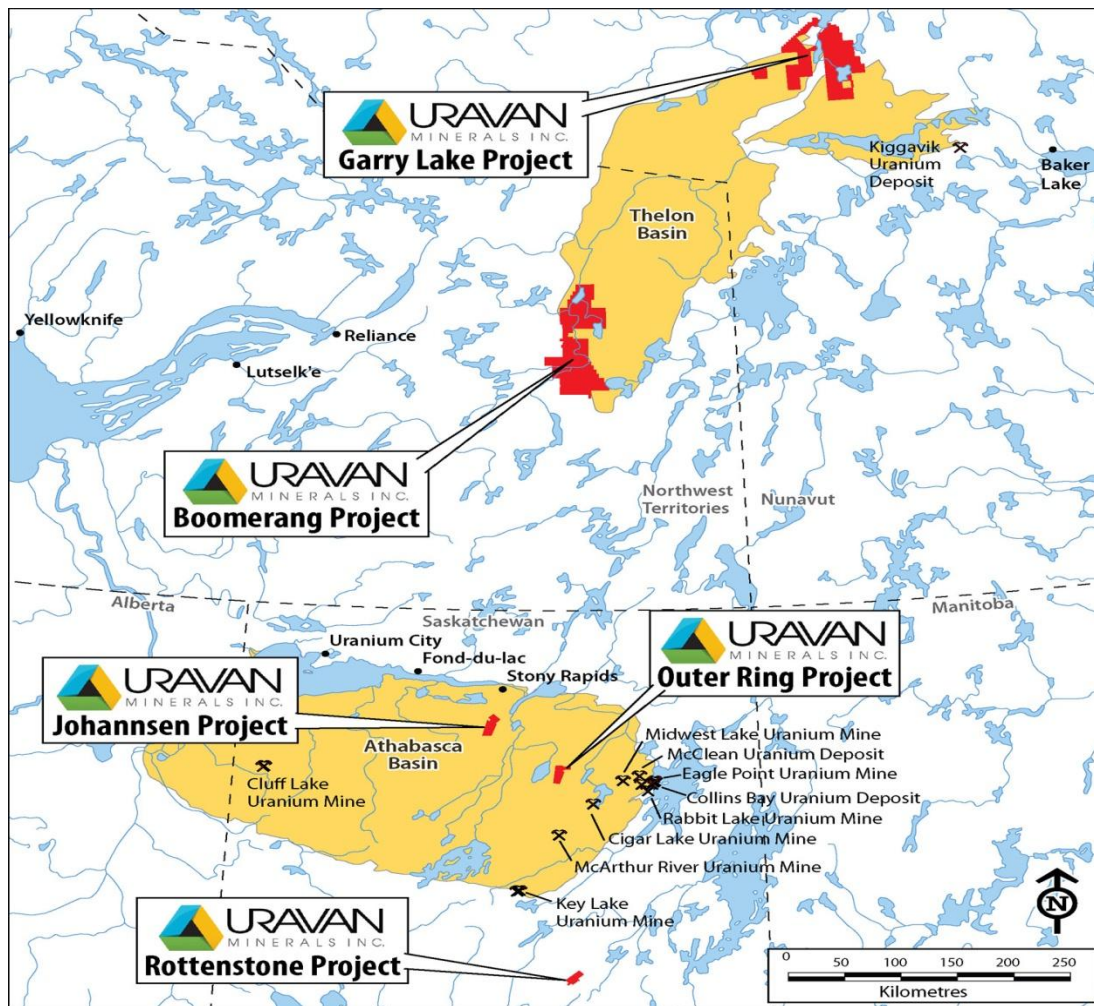 URAVAN
MINERALS INC.
Garry Lake Project
Kiggavik
Uranium
Deposit
Baker
Lake
Thelon
Basin
Yellowknife
Reliance
Lutselk'e
URAVAN
MINERALS INC.
Boomerang Project
Northwest
Territories
Nunavut
Alberta
Saskatchewan
Manitoba
Uranium City
Fond-du-lac
Stony Rapids
URAVAN
MINERALS INC.
Outer Ring Project
URAVAN
MINERALS INC.
Johannsen Project
Athabasca
Basin
Cluff Lake
Uranium Mine
Midwest Lake Uranium Mine
McClean Uranium Deposit
Eagle Point Uranium Mine
Collins Bay Uranium Deposit
Rabbit Lake Uranium Mine
Cigar Lake Uranium Mine
McArthur River Uranium Mine
Key Lake
Uranium Mine
URAVAN
MINERALS INC.
Rottenstone Project
N
0 50 100 150 200 250
Kilometres